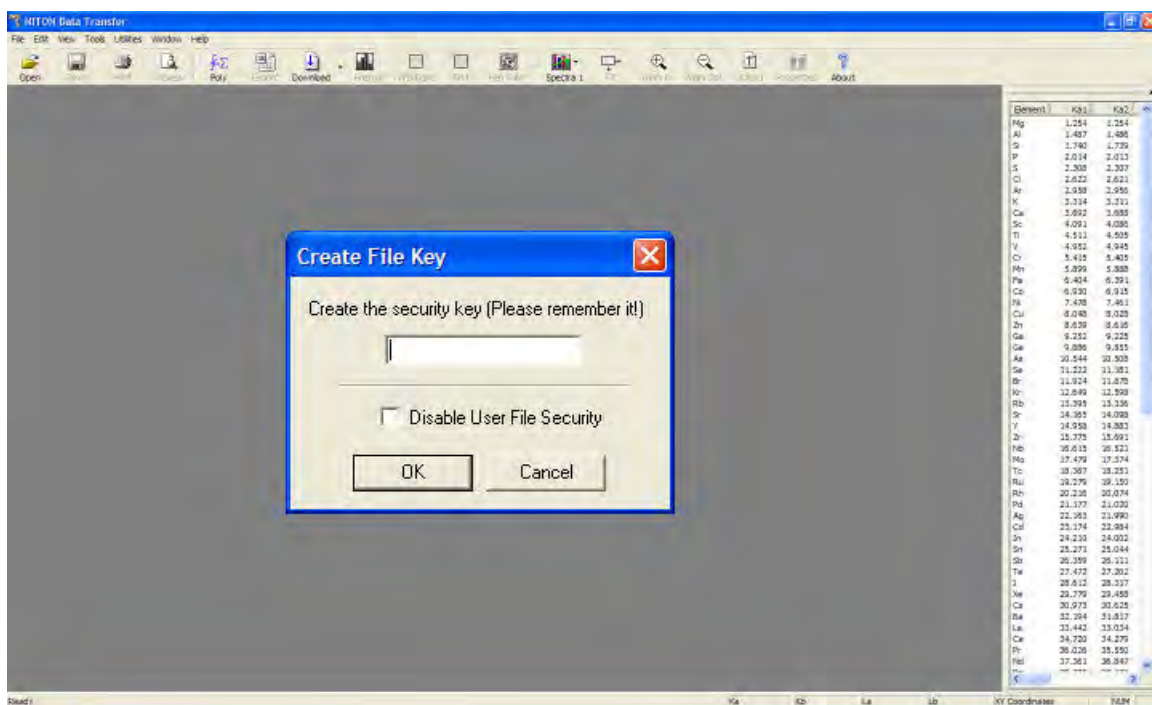 NITON Data Transfer
File Edit View Tools Utilities Window Help
Open Poly Download Spectra 1 About
Element Ka1 Ka2
Mg 1.254 1.254
Al 1.487 1.486
Si 1.740 1.739
P 2.014 2.013
S 2.308 2.307
Cl 2.622 2.621
Ar 2.958 2.956
K 3.314 3.311
Ca 3.692 3.688
Sc 4.091 4.086
Ti 4.511 4.505
V 4.952 4.945
Cr 5.415 5.405
Mn 5.899 5.888
Fe 6.404 6.391
Co 6.930 6.915
Ni 7.478 7.461
Cu 8.048 8.028
Zn 8.639 8.616
Ga 9.252 9.225
9.886 9.855
As 10.544 10.508
Se 11.222
Br 11.924 11.878
Kr 12.649 12.598
Rb 13.395 13.336
Sr 14.098
Y 14.958 14.883
Zr 15.775 15.691
Nb 16.615 16.521
Mo 17.479 17.374
Tc 18.367 18.251
Ru 19.279 19.150
Rh 20.216 20.074
Pd 21.177 21.020
Ag 22.163 21.990
Cd 23.174 22.984
In 24.210 24.002
Sn 25.271 25.044
Sb 26.359 26.111
Te 27.472 27.202
I 28.612 28.317
Xe 29.779 29.458
30.973 30.625
Ba 32.194 31.817
La 33.442 33.034
Ce 34.720 34.279
Pr 36.026 35.550
Nd 37.361 36.847
Create File Key
Create the security key (Please remember it!)
Disable User File Security
OK Cancel
Ready Ka Kb La Lb XY Coordinates NUM